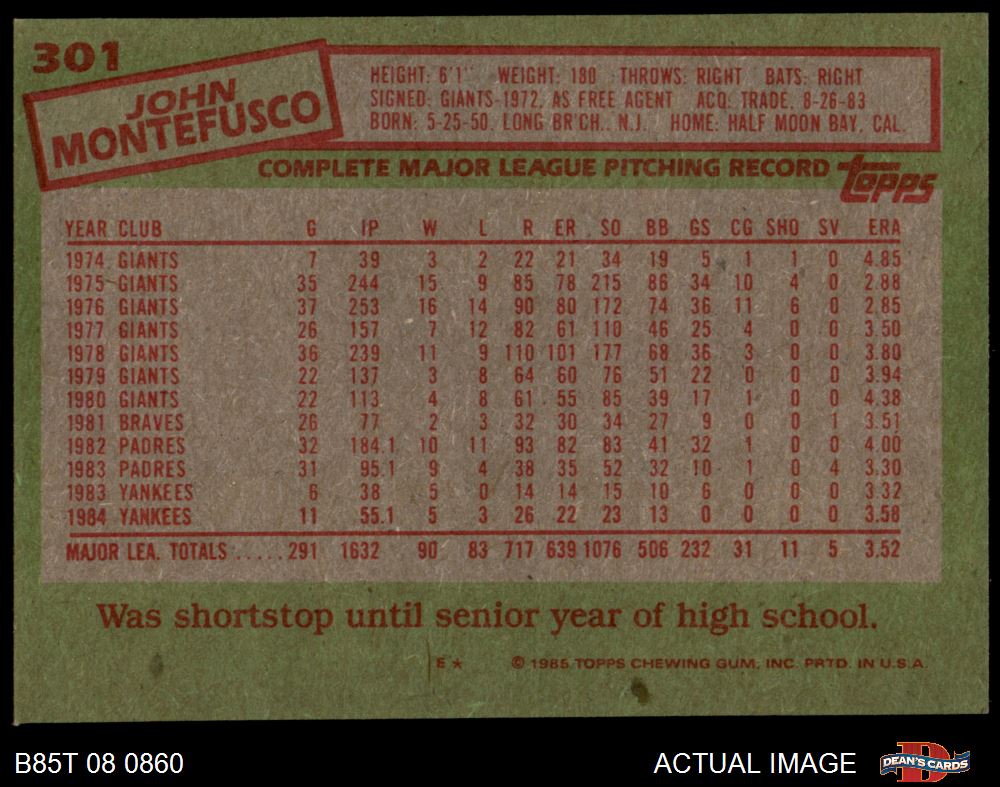 301
JOHN
MONTEFUSCO
HEIGHT: 6'1" WEIGHT: 180 THROWS: RIGHT BATS: RIGHT
SIGNED: GIANTS-1972, AS FREE AGENT ACQ: TRADE, 8-26-83
BORN: 5-25-50, LONG BR'CH., N.J. HOME: HALF MOON BAY, CAL.
COMPLETE MAJOR LEAGUE PITCHING RECORD topps
YEAR CLUB G IP W L R ER SO BB GS CG SHO SV ERA
1974 GIANTS 7 39 3 2 22 21 34 19 5 1 1 0 4.85
1975 GIANTS 35 244 15 9 85 78 215 86 34 10 4 0 2.88
1976 GIANTS 37 253 16 14 90 80 172 74 36 11 6 0 2.85
1977 GIANTS 26 157 7 12 82 61 110 46 25 4 0 0 3.50
1978 GIANTS 36 239 11 9 110 101 177 68 36 3 0 0 3.80
1979 GIANTS 22 137 3 8 64 60 76 51 22 0 0 0 3.94
1980 GIANTS 22 113 4 8 61 55 85 39 17 1 0 0 4.38
1981 BRAVES 26 77 2 3 32 30 34 27 9 0 0 1 3.51
1982 PADRES 32 184.1 10 11 93 82 83 41 32 1 0 0 4.00
1983 PADRES 31 95.1 9 4 38 35 52 32 10 1 0 4 3.30
1983 YANKEES 6 38 5 0 14 14 15 10 6 0 0 0 3.32
1984 YANKEES 11 55.1 5 3 26 22 23 13 0 0 0 0 3.58
MAJOR LEA. TOTALS ..... 291 1632 90 83 717 639 1076 506 232 31 11 5 3.52
Was shortstop until senior year of high school.
E ★ © 1985 TOPPS CHEWING GUM, INC. PRTD. IN U.S.A.
B85T 08 0860 ACTUAL IMAGE D DEAN'S CARDS